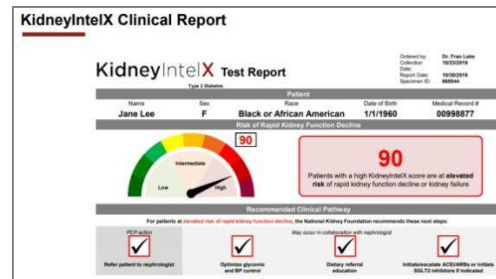 KidneyIntelX Clinical Report
Ordered by: Dr. Fran Lake
Collection Date: 10/23/2019
Report Date: 10/30/2019
Specimen ID: 985544
KidneyIntelX Test Report
Type 2 Diabetes
Patient
Name Sex Race Date of Birth Medical Record #
Jane Lee F Black or African American 1/1/1960 00998877
Risk of Rapid Kidney Function Decline
90
Intermediate
Low High
90
Patients with a high KidneyIntelX score are at elevated
risk of rapid kidney function decline or kidney failure
Recommended Clinical Pathway
For patients at elevated risk of rapid kidney function decline, the National Kidney Foundation recommends these next steps:
PCP action May occur in collaboration with nephrologist
Refer patient to nephrologist
Optimize glycemic
and BP control
Dietary referral
education
Initiate/escalate ACEi/ARBs or initiate
SGLT2 inhibitors if indicated